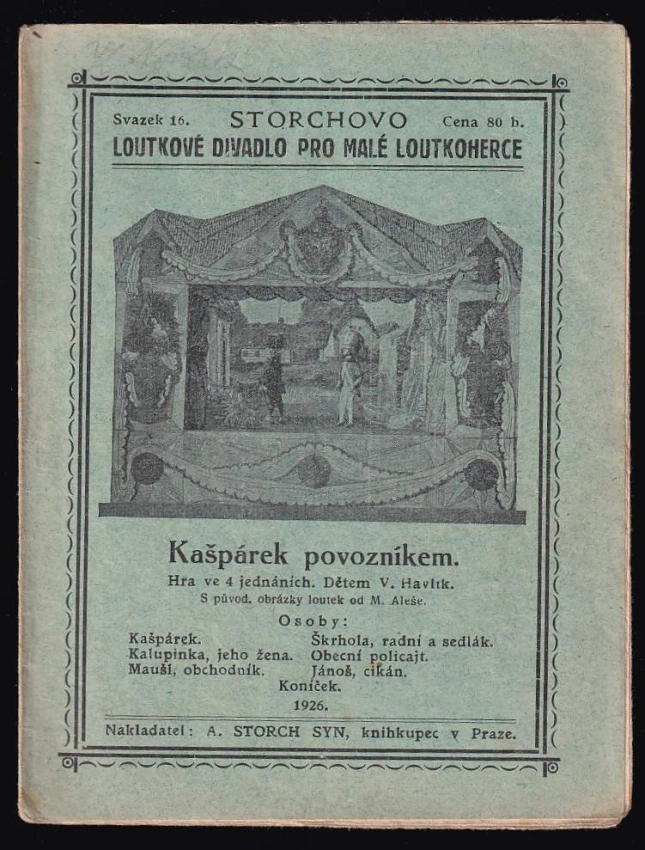 Svazek 16. STORCHOVO Cena 80 h.
LOUTKOVÉ DIVADLO PRO MALÉ LOUTKOHERCE
Kašpárek povozníkem.
Hra ve 4 jednáních. Dětem V. Havlík.
S původ. obrázky loutek od M. Aleše.
Osoby:
Kašpárek. Škrhola, radní a sedlák.
Kalupinka, jeho žena. Obecní policajt.
Maušl, obchodník. Jánoš, cikán.
Koníček.
1926.
Nakladatel: A. STORCH SYN, knihkupec v Praze.